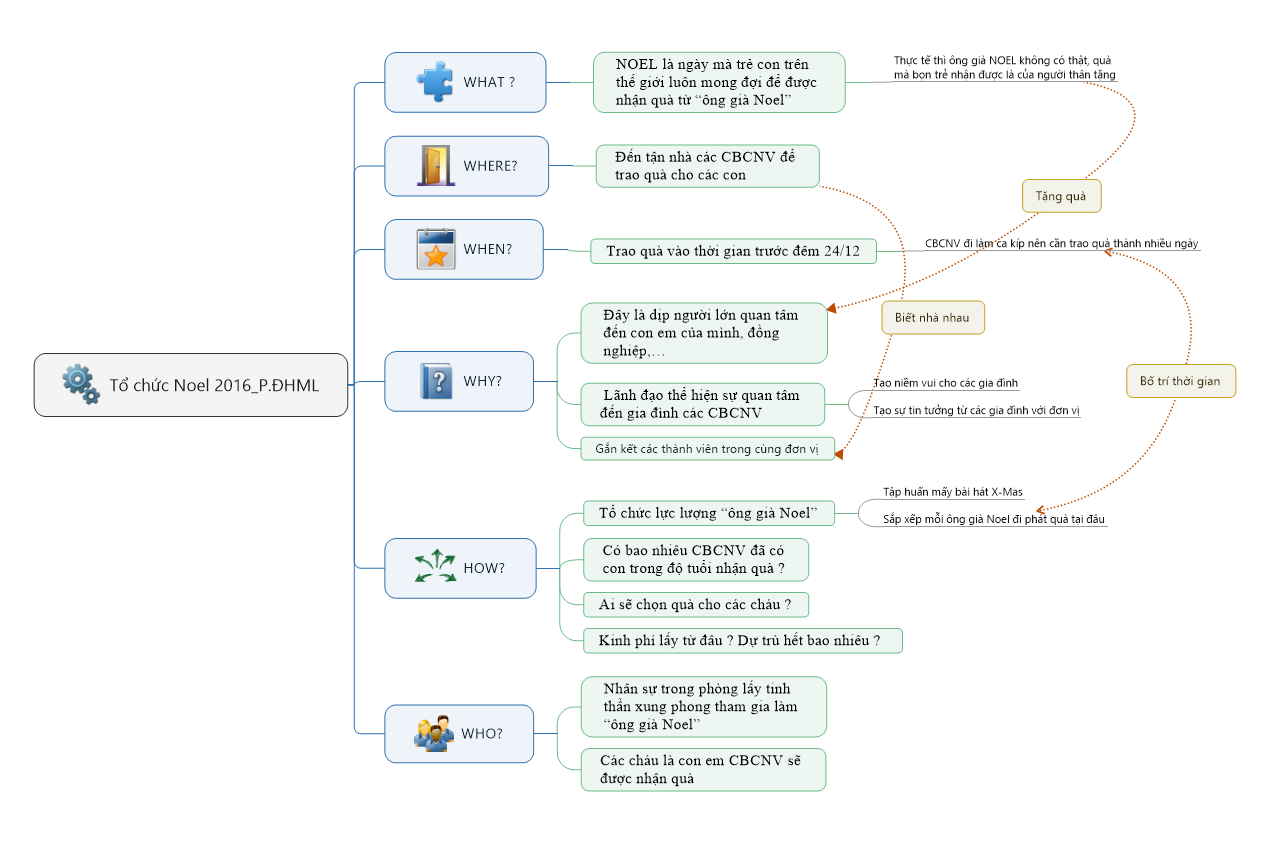 Tổ chức Noel 2016_P.ĐHML
WHAT ?
NOEL là ngày mà trẻ con trên
thế giới luôn mong đợi để được
nhận quà từ “ông già Noel”
Thực tế thì ông già NOEL không có thật, quà
mà bọn trẻ nhận được là của người thân tặng
WHERE?
Đến tận nhà các CBCNV để
trao quà cho các con
Tặng quà
WHEN?
Trao quà vào thời gian trước đêm 24/12
CBCNV đi làm ca kíp nên cần trao quà thành nhiều ngày
WHY?
Đây là dịp người lớn quan tâm
đến con em của mình, đồng
nghiệp,…
Biết nhà nhau
Lãnh đạo thể hiện sự quan tâm
đến gia đình các CBCNV
Tạo niềm vui cho các gia đình
Tạo sự tin tưởng từ các gia đình với đơn vị
Bố trí thời gian
Gắn kết các thành viên trong cùng đơn vị
HOW?
Tổ chức lực lượng “ông già Noel”
Tập huấn mấy bài hát X-Mas
Sắp xếp mỗi ông già Noel đi phát quà tại đâu
Có bao nhiêu CBCNV đã có
con trong độ tuổi nhận quà ?
Ai sẽ chọn quà cho các cháu ?
Kinh phí lấy từ đâu ? Dự trù hết bao nhiêu ?
WHO?
Nhân sự trong phòng lấy tinh
thần xung phong tham gia làm
“ông già Noel”
Các cháu là con em CBCNV sẽ
được nhận quà